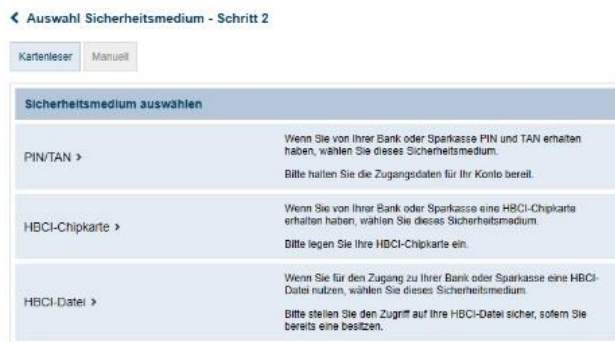 Auswahl Sicherheitsmedium - Schritt 2
Kartenleser Manuell
Sicherheitsmedium auswählen
PIN/TAN >
Wenn Sie von Ihrer Bank oder Sparkasse PIN und TAN erhalten
haben, wählen Sie dieses Sicherheitsmedium.
Bitte halten Sie die Zugangsdaten für Ihr Konto bereit.
HBCI-Chipkarte >
Wenn Sie von Ihrer Bank oder Sparkasse eine HBCI-Chipkarte
erhalten haben, wählen Sie dieses Sicherheitsmedium.
Bitte legen Sie Ihre HBCI-Chipkarte ein.
HBCI-Datei >
Wenn Sie für den Zugang zu Ihrer Bank oder Sparkasse eine HBCI-
Datei nutzen, wählen Sie dieses Sicherheitsmedium.
Bitte stellen Sie den Zugriff auf Ihre HBCI-Datei sicher, sofern Sie
bereits eine besitzen.